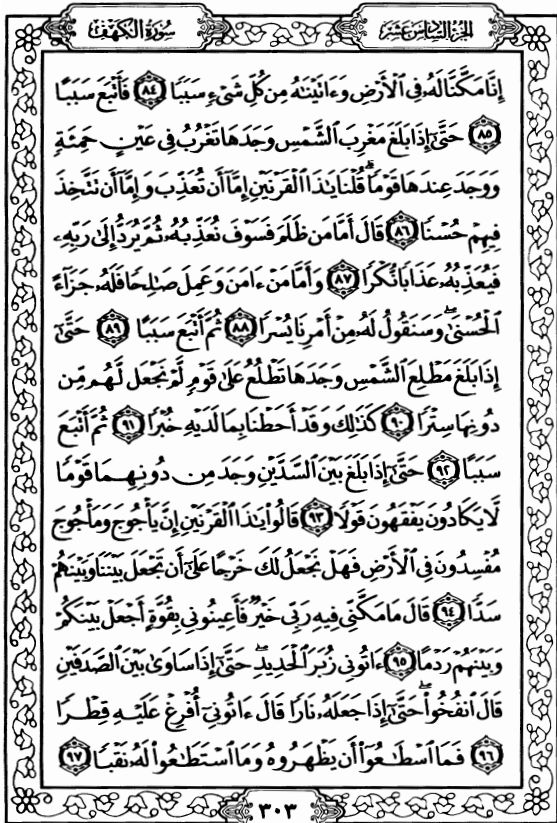 الجزء السادس عشر
سورة الكهف
إِنَّا مَكَّنَّا لَهُۥ فِي ٱلْأَرْضِ وَءَاتَيْنَٰهُ مِن كُلِّ شَىْءٍ سَبَبًا ٨٤ فَأَتْبَعَ سَبَبًا
٨٥ حَتَّىٰٓ إِذَا بَلَغَ مَغْرِبَ ٱلشَّمْسِ وَجَدَهَا تَغْرُبُ فِى عَيْنٍ حَمِئَةٍ
وَوَجَدَ عِندَهَا قَوْمًاۗ قُلْنَا يَٰذَا ٱلْقَرْنَيْنِ إِمَّآ أَن تُعَذِّبَ وَإِمَّآ أَن نَتَّخِذَ
فِيهِمْ حُسْنًا ٨٦ قَالَ أَمَّا مَن ظَلَمَ فَسَوْفَ نُعَذِّبُهُۥ ثُمَّ يُرَدُّ إِلَىٰ رَبِّهِۦ
فَيُعَذِّبُهُۥ عَذَابًا نُّكْرًا ٨٧ وَأَمَّا مَنْ ءَامَنَ وَعَمِلَ صَٰلِحًا فَلَهُۥ جَزَآءً
ٱلْحُسْنَىٰۖ وَسَنَقُولُ لَهُۥ مِنْ أَمْرِنَا يُسْرًا ٨٨ ثُمَّ أَتْبَعَ سَبَبًا ٨٩ حَتَّىٰٓ
إِذَا بَلَغَ مَطْلِعَ ٱلشَّمْسِ وَجَدَهَا تَطْلُعُ عَلَىٰ قَوْمٍ لَّمْ نَجْعَل لَّهُم مِّن
دُونِهَا سِتْرًا ٩٠ كَذَٰلِكَ وَقَدْ أَحَطْنَا بِمَا لَدَيْهِ خُبْرًا ٩١ ثُمَّ أَتْبَعَ
سَبَبًا ٩٢ حَتَّىٰٓ إِذَا بَلَغَ بَيْنَ ٱلسَّدَّيْنِ وَجَدَ مِن دُونِهِمَا قَوْمًا
لَّا يَكَادُونَ يَفْقَهُونَ قَوْلًا ٩٣ قَالُوا۟ يَٰذَا ٱلْقَرْنَيْنِ إِنَّ يَأْجُوجَ وَمَأْجُوجَ
مُفْسِدُونَ فِى ٱلْأَرْضِ فَهَلْ نَجْعَلُ لَكَ خَرْجًا عَلَىٰٓ أَن تَجْعَلَ بَيْنَنَا وَبَيْنَهُمْ
سَدًّا ٩٤ قَالَ مَا مَكَّنِّى فِيهِ رَبِّى خَيْرٌ فَأَعِينُونِى بِقُوَّةٍ أَجْعَلْ بَيْنَكُمْ
وَبَيْنَهُمْ رَدْمًا ٩٥ ءَاتُونِى زُبَرَ ٱلْحَدِيدِۖ حَتَّىٰٓ إِذَا سَاوَىٰ بَيْنَ ٱلصَّدَفَيْنِ
قَالَ ٱنفُخُوا۟ۖ حَتَّىٰٓ إِذَا جَعَلَهُۥ نَارًا قَالَ ءَاتُونِىٓ أُفْرِغْ عَلَيْهِ قِطْرًا
٩٦ فَمَا ٱسْطَٰعُوٓا۟ أَن يَظْهَرُوهُ وَمَا ٱسْتَطَٰعُوا۟ لَهُۥ نَقْبًا ٩٧
٣٠٣